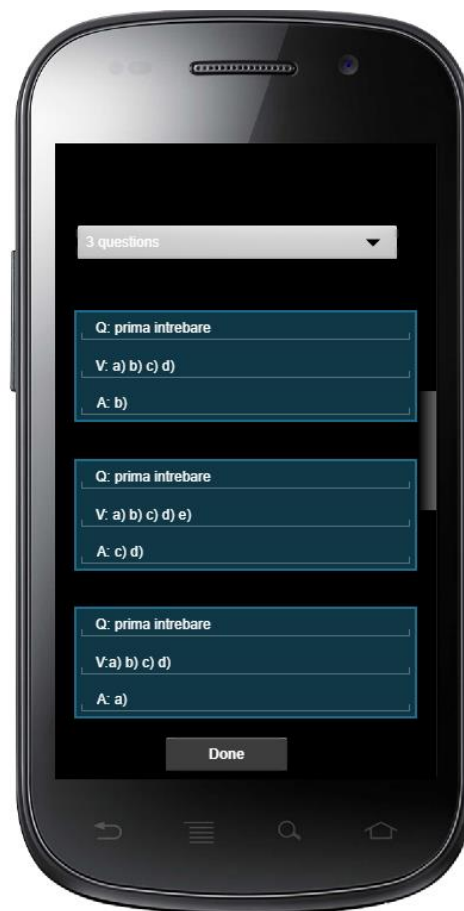 3 questions
Q: prima intrebare
V: a) b) c) d)
A: b)
Q: prima intrebare
V: a) b) c) d) e)
A: c) d)
Q: prima intrebare
V:a) b) c) d)
A: a)
Done